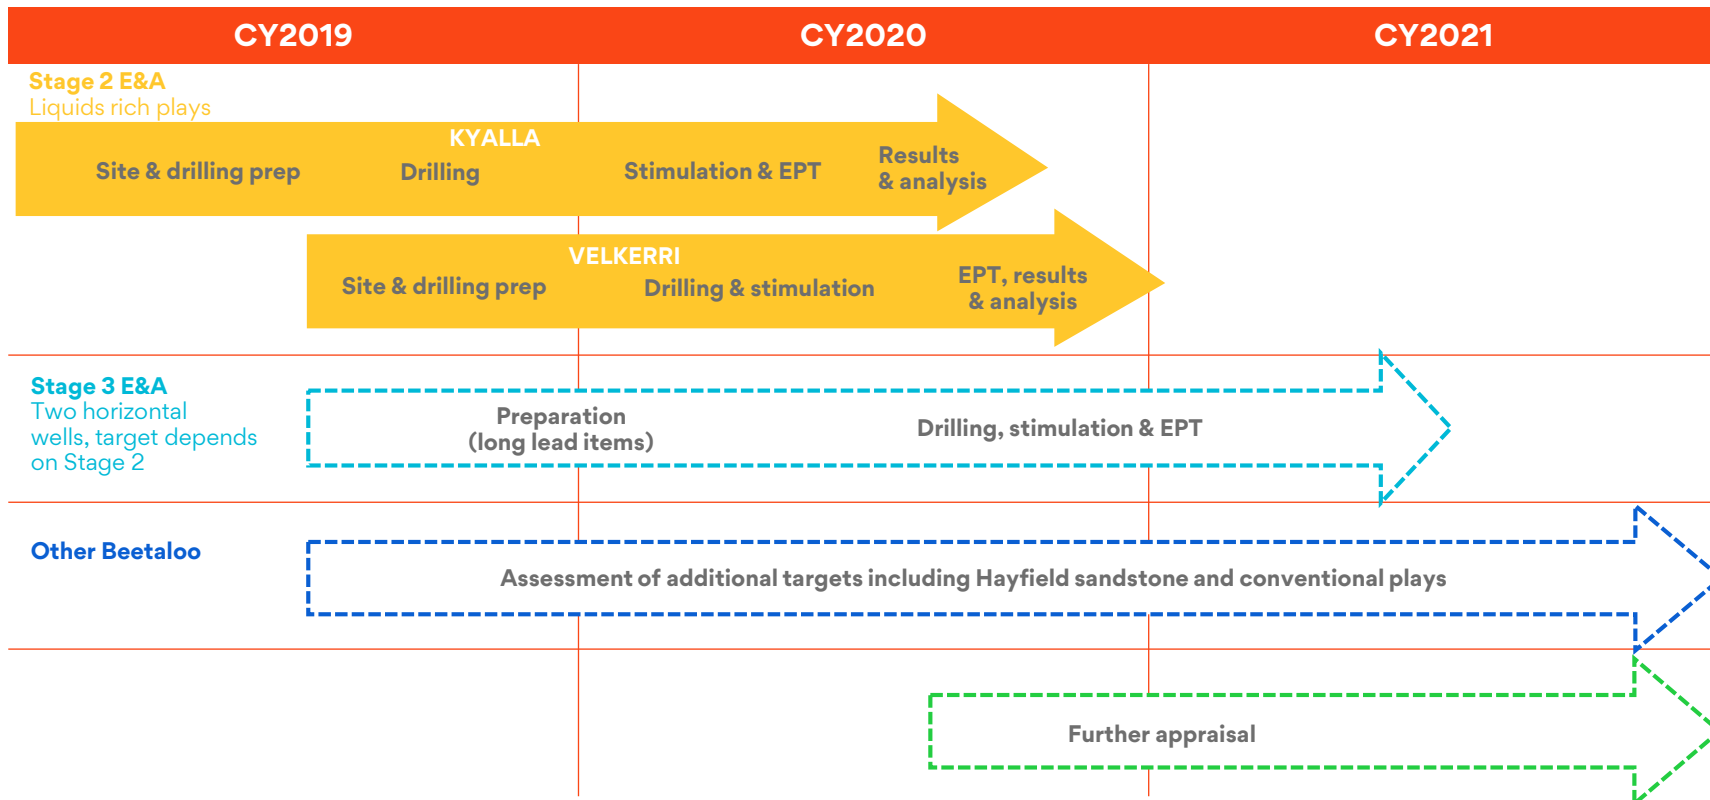 CY2019 CY2020 CY2021
Stage 2 E&A
Liquids rich plays
KYALLA
Site & drilling prep
Drilling
Stimulation & EPT
Results
& analysis
VELKERRI
Site & drilling prep
Drilling & stimulation
EPT, results
& analysis
Stage 3 E&A
Two horizontal
wells, target depends
on Stage 2
Preparation
(long lead items)
Drilling, stimulation & EPT
Other Beetaloo
Assessment of additional targets including Hayfield sandstone and conventional plays
Further appraisal